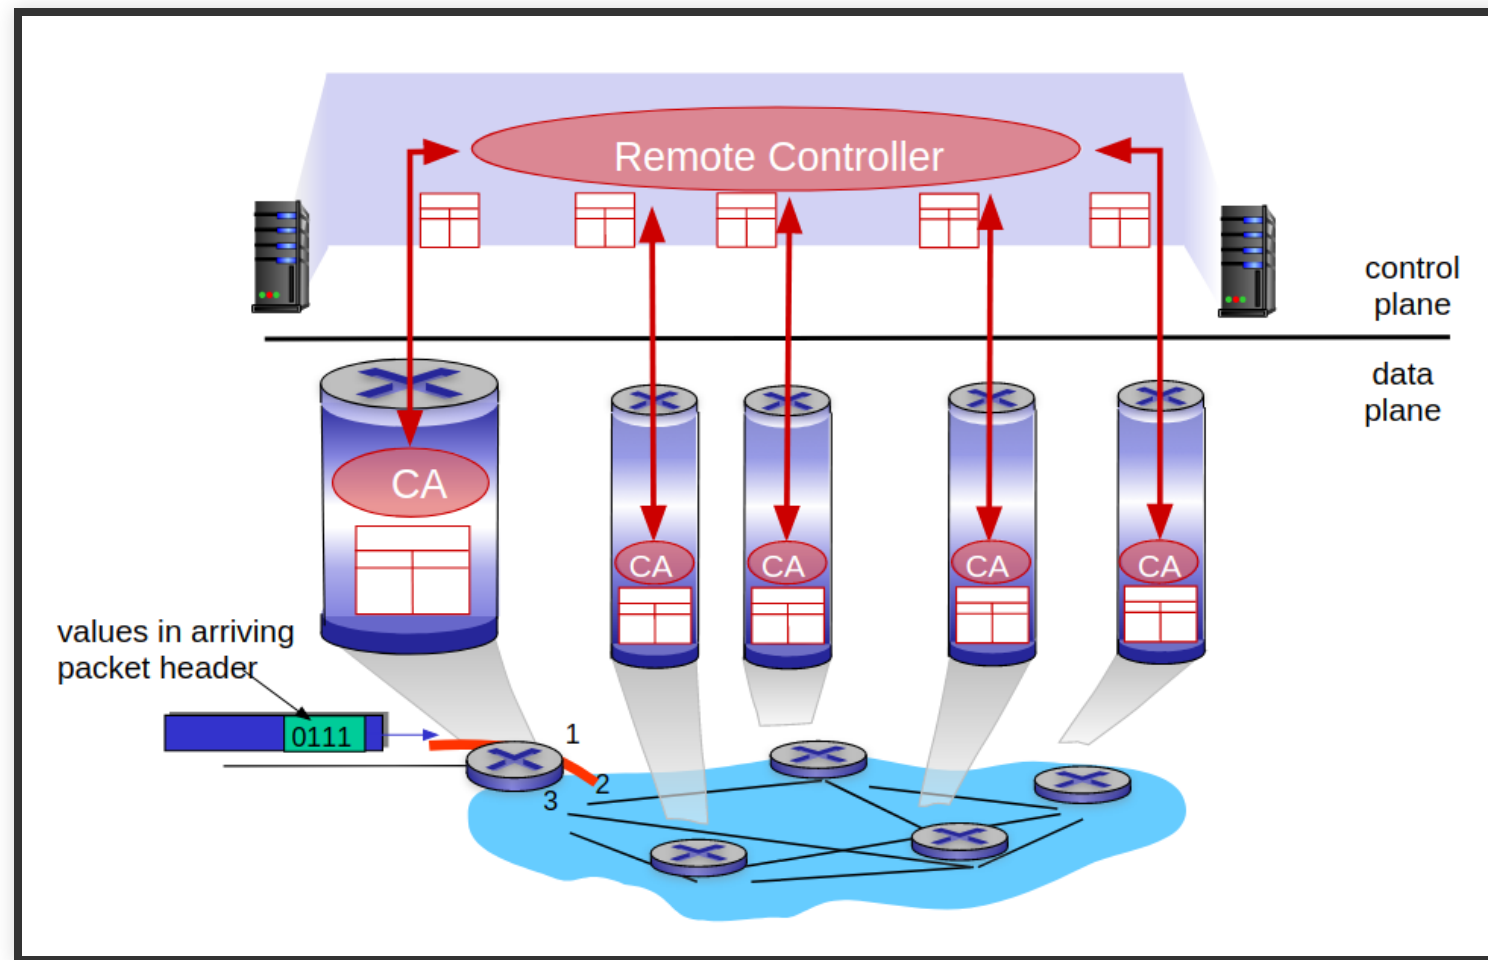 Remote Controller
control
plane
data
plane
CA
CA
CA
CA
CA
values in arriving
packet header
0111
1
2
3